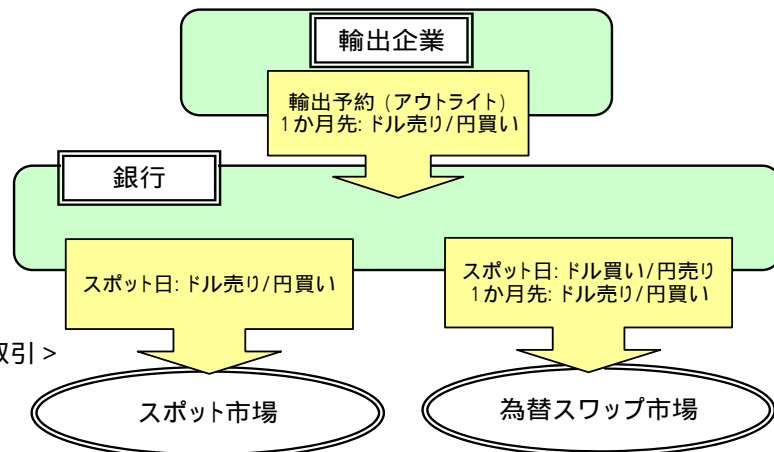 輸出企業
輸出予約（アウトライト）
1か月先: ドル売り/円買い
銀行
スポット日: ドル売り/円買い
スポット日: ドル買い/円売り
1か月先: ドル売り/円買い
取引>
スポット市場
為替スワップ市場